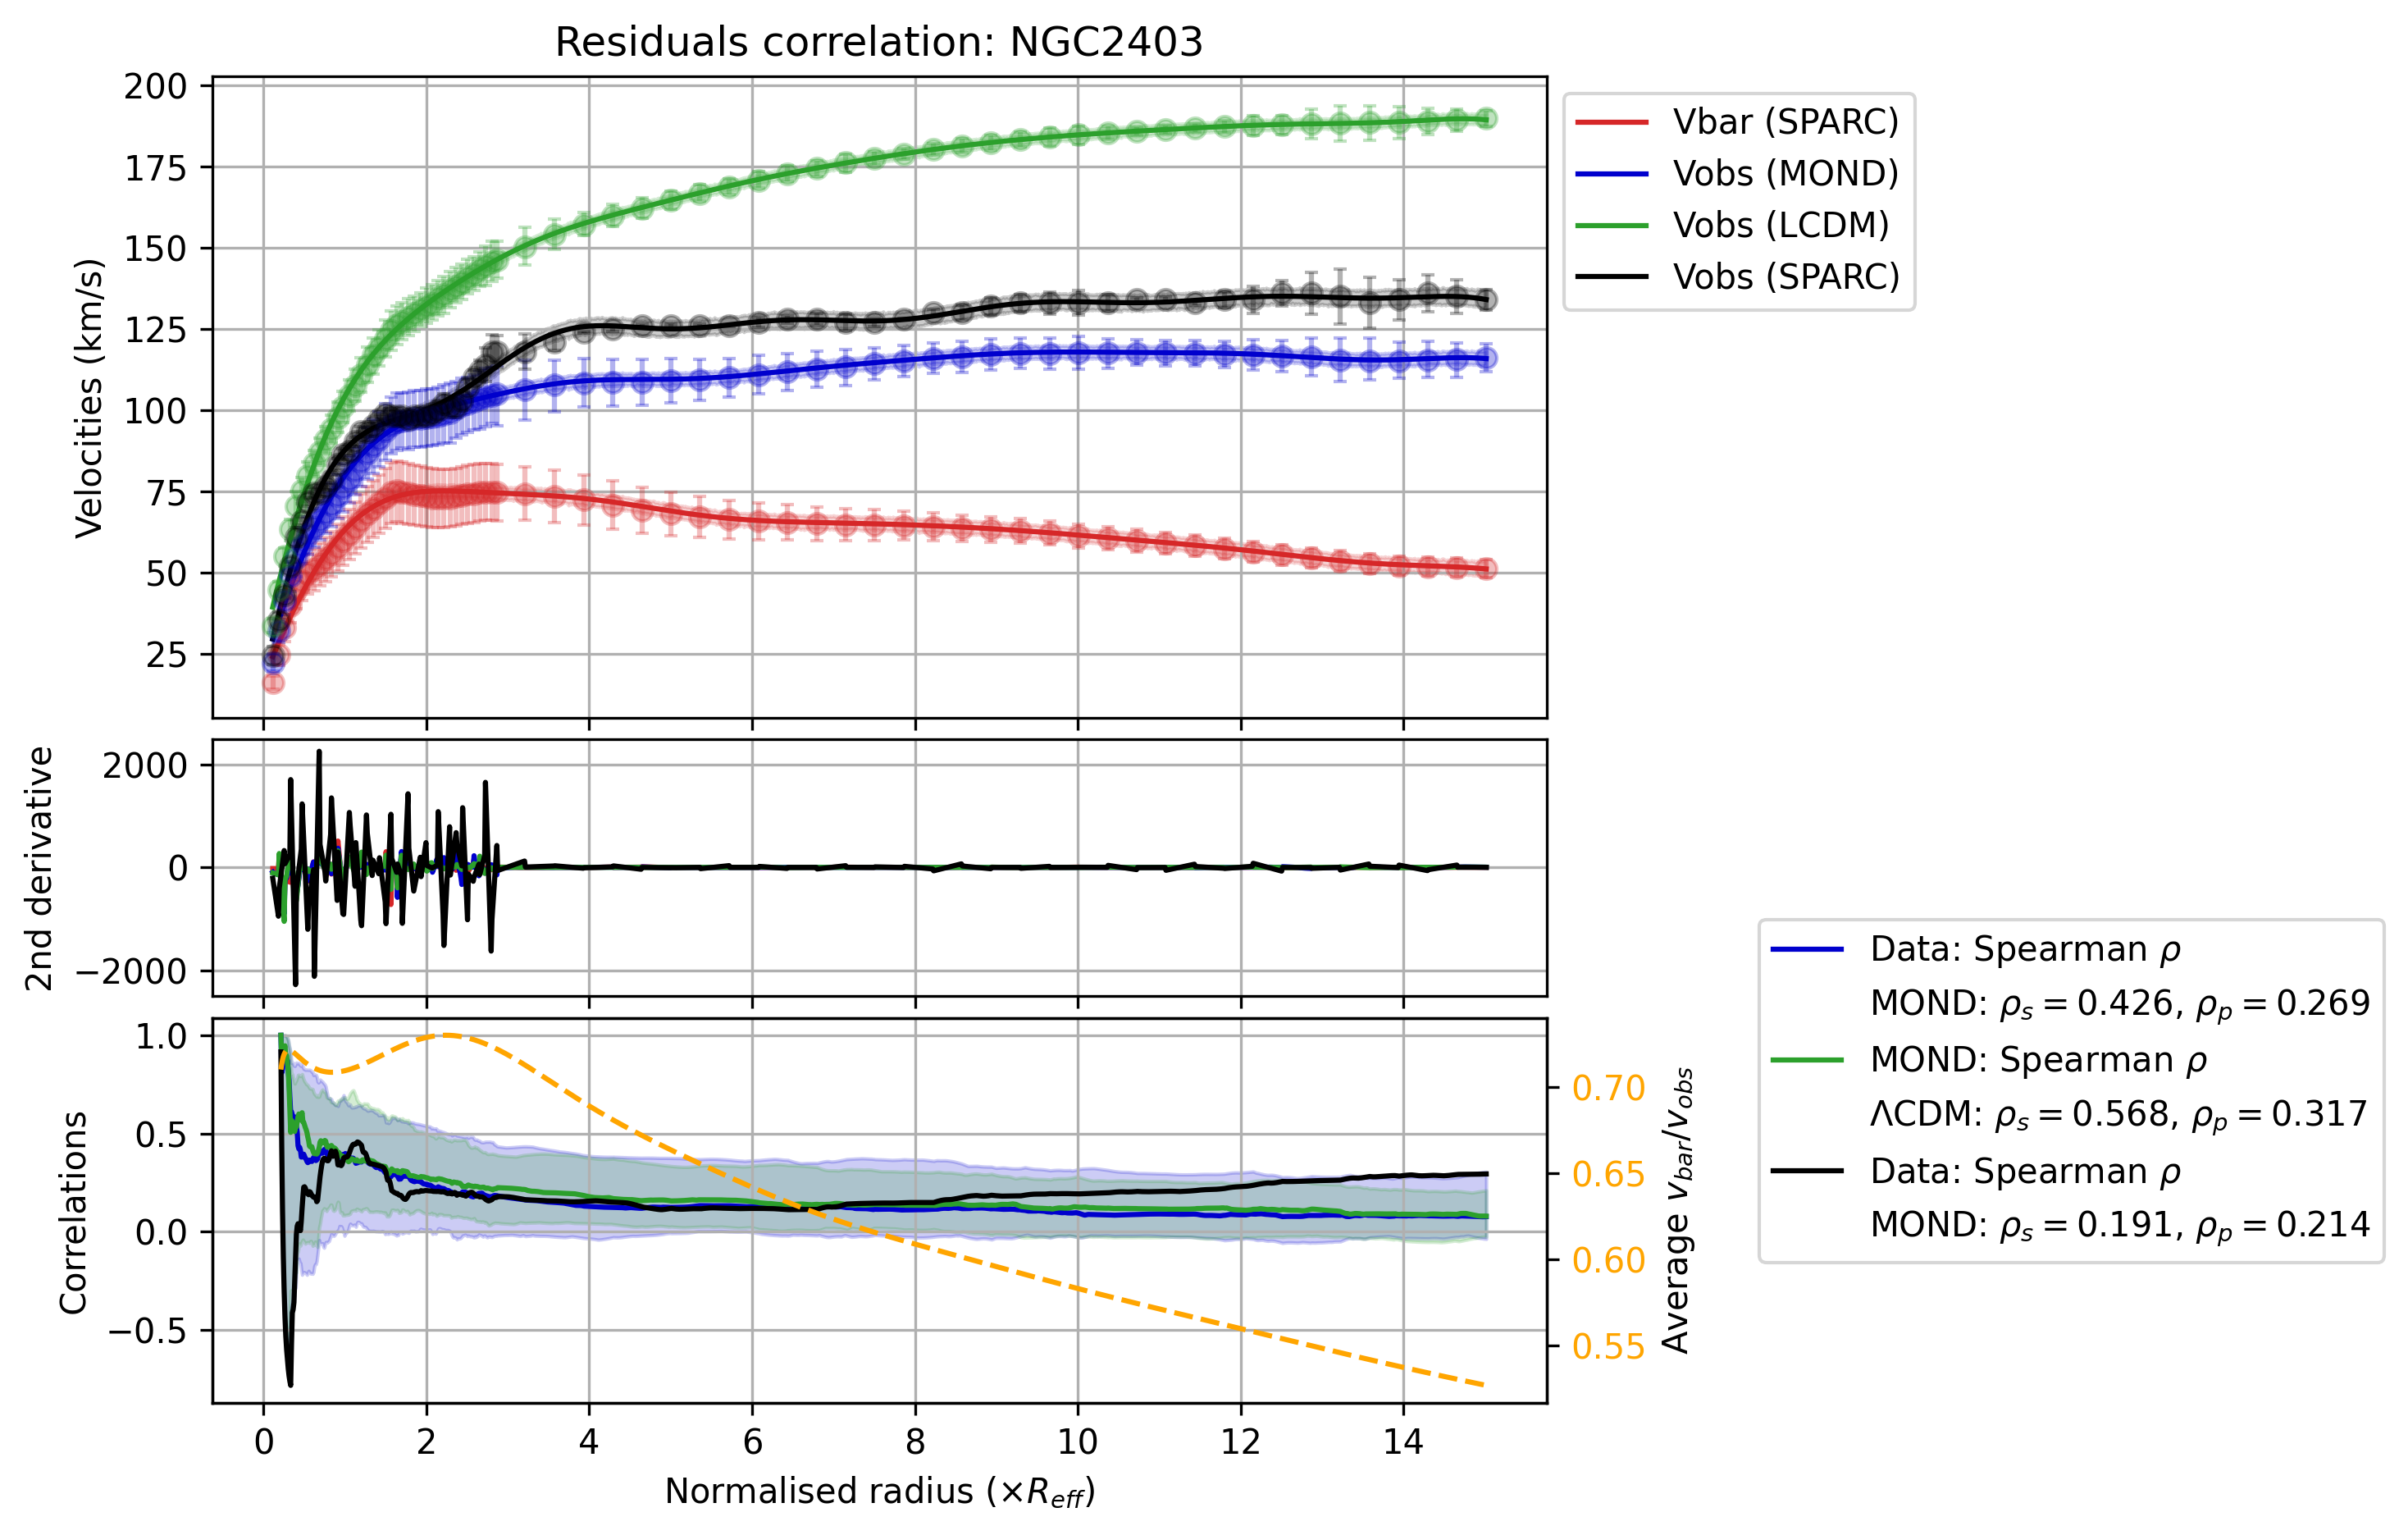 Residuals correlation: NGC2403
Velocities (km/s)
200
175
150
125
100
75
50
25
Vbar (SPARC)
Vobs (MOND)
Vobs (LCDM)
Vobs (SPARC)
2nd derivative
2000
0
−2000
Correlations
1.0
0.5
0.0
−0.5
0.70
0.65
0.60
0.55
Average v_bar/v_obs
Data: Spearman ρ
MOND: ρ_s = 0.426, ρ_p = 0.269
MOND: Spearman ρ
ΛCDM: ρ_s = 0.568, ρ_p = 0.317
Data: Spearman ρ
MOND: ρ_s = 0.191, ρ_p = 0.214
0 2 4 6 8 10 12 14
Normalised radius (×R_eff)